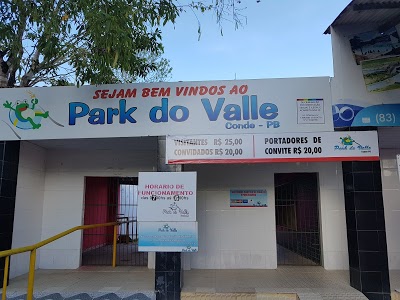 SEJAM BEM VINDOS AO
Park do Valle
Conde - PB
(83)
VISITANTES R$ 25,00
CONVIDADOS R$ 20,00
PORTADORES DE
CONVITE R$ 20,00
HORÁRIO DE
FUNCIONAMENTO
Park do Valle